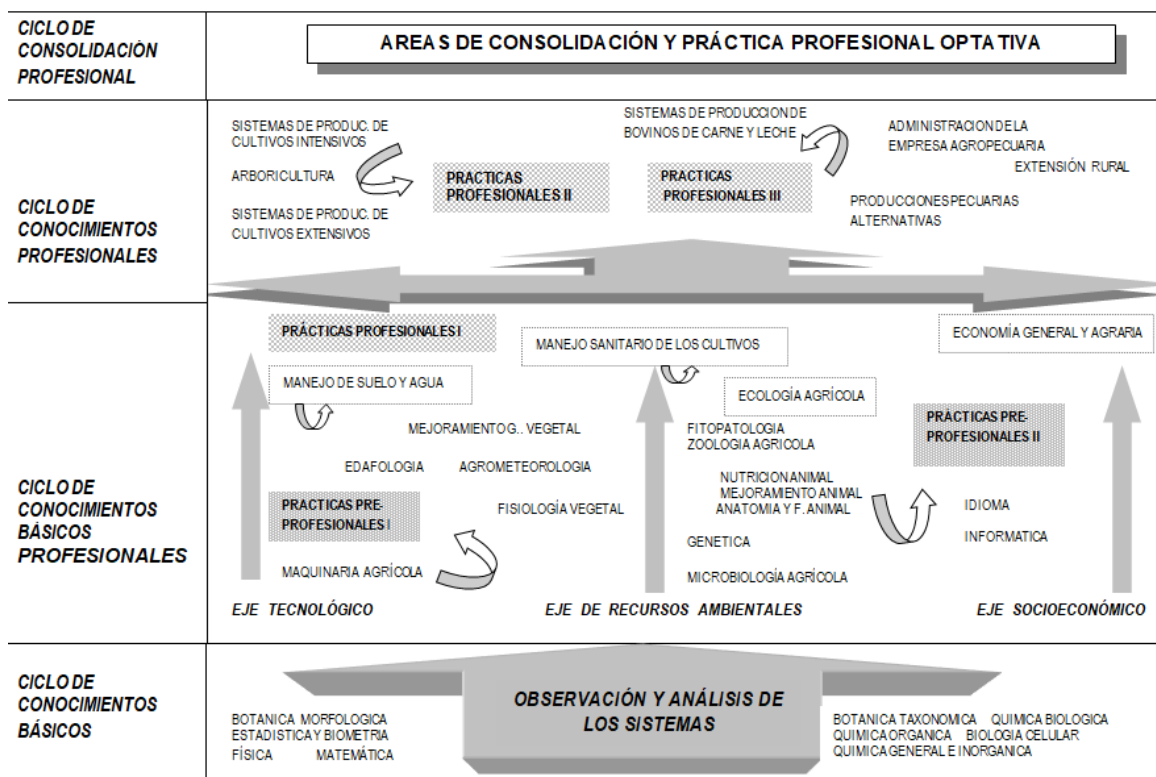 CICLO DE
CONSOLIDACIÓN
PROFESIONAL
AREAS DE CONSOLIDACIÓN Y PRÁCTICA PROFESIONAL OPTATIVA
CICLO DE
CONOCIMIENTOS
PROFESIONALES
SISTEMAS DE PRODUC. DE
CULTIVOS INTENSIVOS
ARBORICULTURA
SISTEMAS DE PRODUC. DE
CULTIVOS EXTENSIVOS
PRACTICAS
PROFESIONALES II
SISTEMAS DE PRODUCCION DE
BOVINOS DE CARNE Y LECHE
PRACTICAS
PROFESIONALES III
ADMINISTRACION DE LA
EMPRESA AGROPECUARIA
EXTENSIÓN RURAL
PRODUCCIONES PECUARIAS
ALTERNATIVAS
CICLO DE
CONOCIMIENTOS
BÁSICOS
PROFESIONALES
PRÁCTICAS PROFESIONALES I
MANEJO DE SUELO Y AGUA
MEJORAMIENTO G.. VEGETAL
EDAFOLOGIA AGROMETEOROLOGIA
PRACTICAS PRE-
PROFESIONALES I
FISIOLOGÍA VEGETAL
MAQUINARIA AGRÍCOLA
EJE TECNOLÓGICO
MANEJO SANITARIO DE LOS CULTIVOS
ECOLOGÍA AGRÍCOLA
FITOPATOLOGIA
ZOOLOGIA AGRICOLA
NUTRICION ANIMAL
MEJORAMIENTO ANIMAL
ANATOMIA Y F. ANIMAL
GENETICA
MICROBIOLOGÍA AGRÍCOLA
EJE DE RECURSOS AMBIENTALES
ECONOMÍA GENERAL Y AGRARIA
PRÁCTICAS PRE-
PROFESIONALES II
IDIOMA
INFORMATICA
EJE SOCIOECONÓMICO
CICLO DE
CONOCIMIENTOS
BÁSICOS
BOTANICA MORFOLOGICA
ESTADISTICA Y BIOMETRIA
FÍSICA MATEMÁTICA
OBSERVACIÓN Y ANÁLISIS DE
LOS SISTEMAS
BOTANICA TAXONOMICA QUIMICA BIOLOGICA
QUIMICA ORGANICA BIOLOGIA CELULAR
QUIMICA GENERAL E INORGANICA